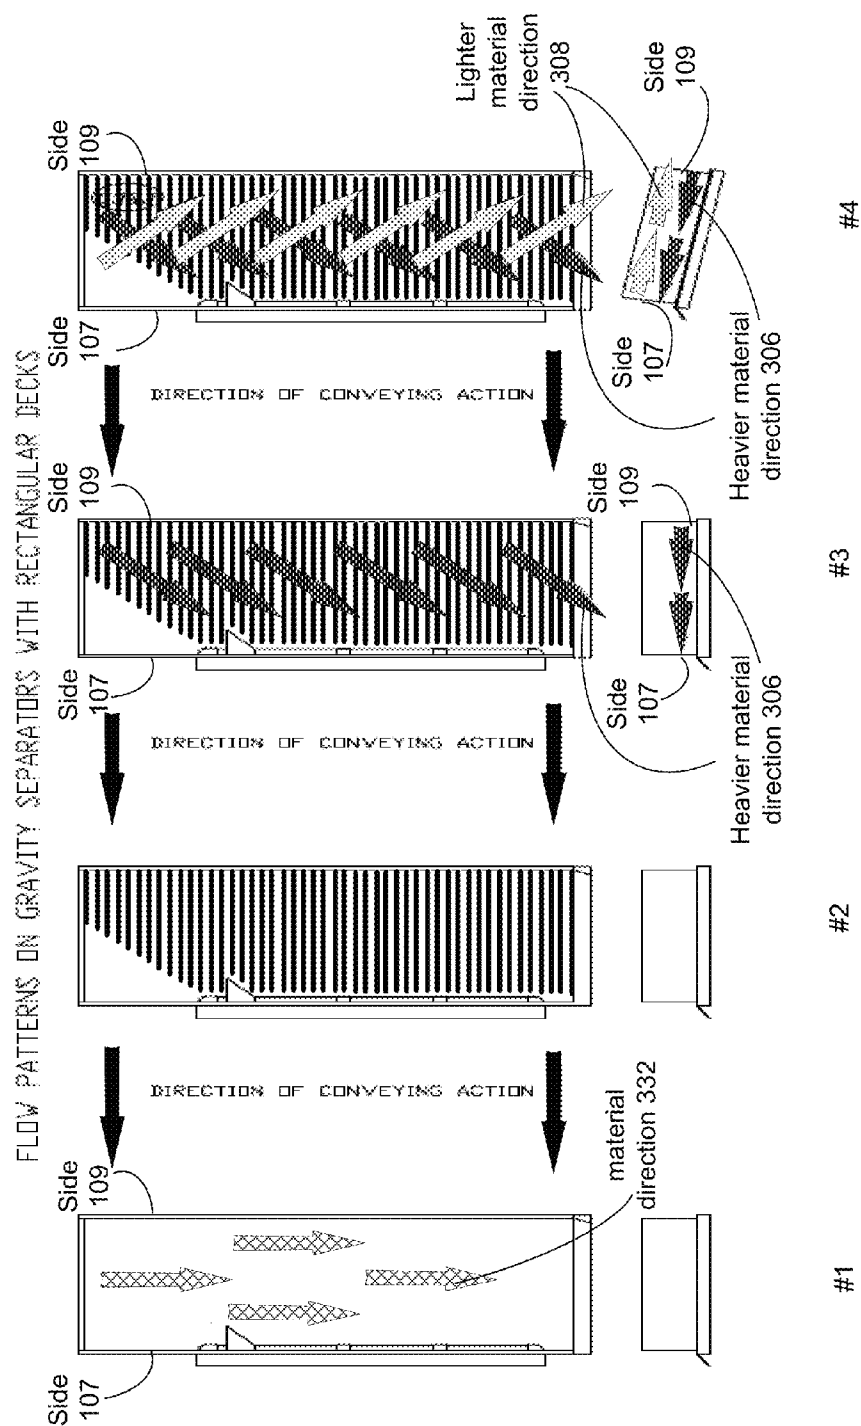 FLOW PATTERNS ON GRAVITY SEPARATORS WITH RECTANGULAR DECKS
Side
107
Side
109
material
direction 332
#1
DIRECTION OF CONVEYING ACTION
#2
DIRECTION OF CONVEYING ACTION
Side
107
Side
109
Side
107
Side
109
Heavier material
direction 306
#3
DIRECTION OF CONVEYING ACTION
Side
107
Side
109
Lighter
material
direction
308
Side
107
Side
109
Heavier material
direction 306
#4